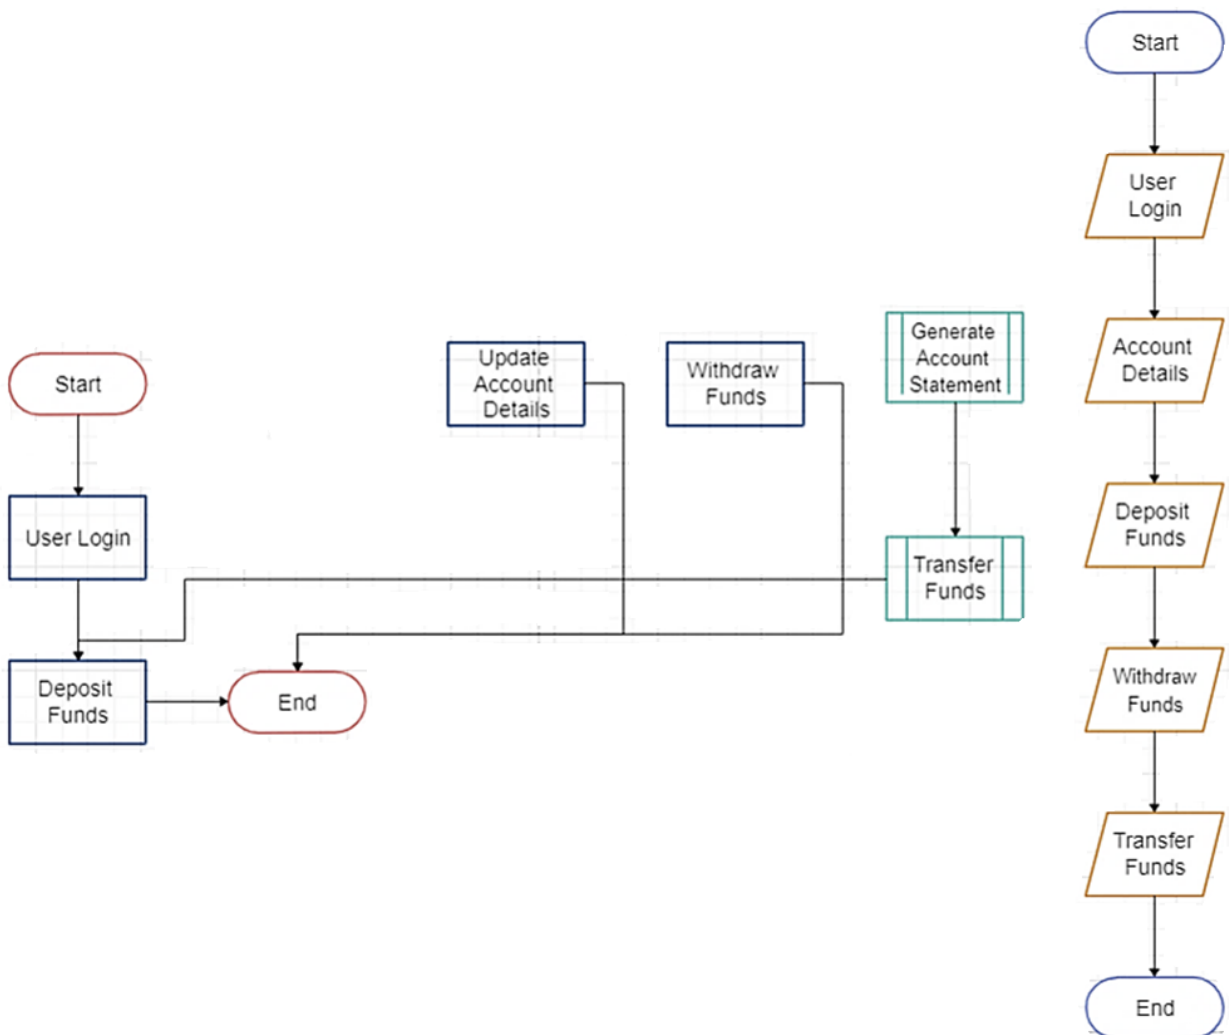 Start
User Login
Deposit
Funds
End
Update
Account
Details
Withdraw
Funds
Generate
Account
Statement
Transfer
Funds
Start
User
Login
Account
Details
Deposit
Funds
Withdraw
Funds
Transfer
Funds
End